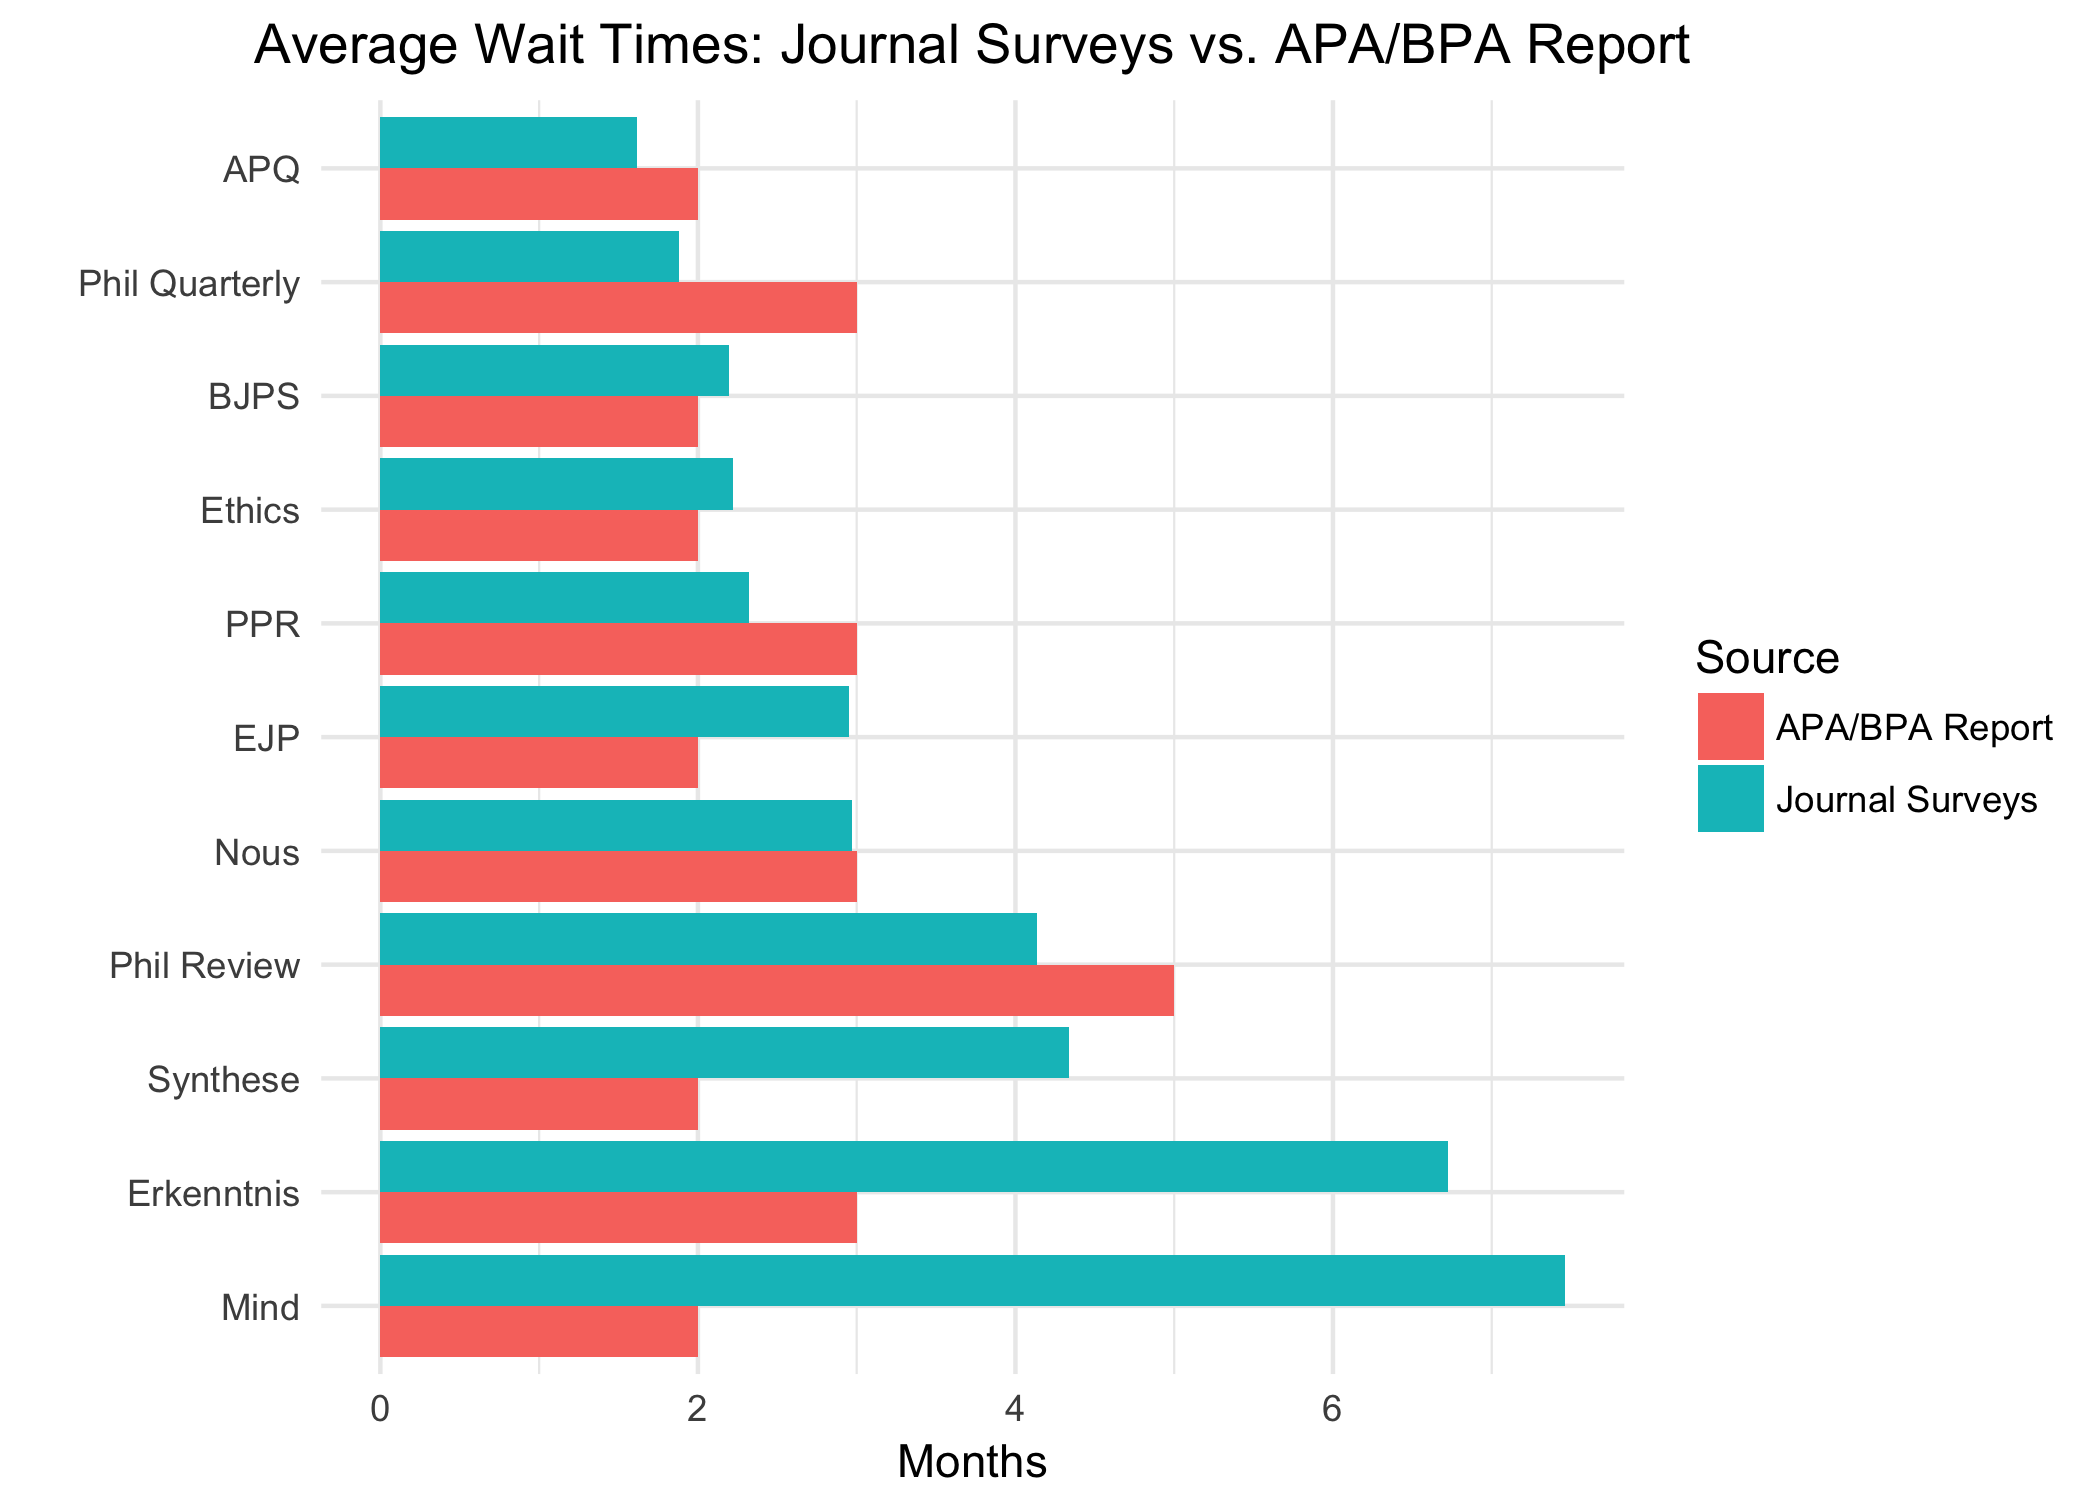 Average Wait Times: Journal Surveys vs. APA/BPA Report
APQ
Phil Quarterly
BJPS
Ethics
PPR
EJP
Nous
Phil Review
Synthese
Erkenntnis
Mind
0 2 4 6
Months
Source
APA/BPA Report
Journal Surveys